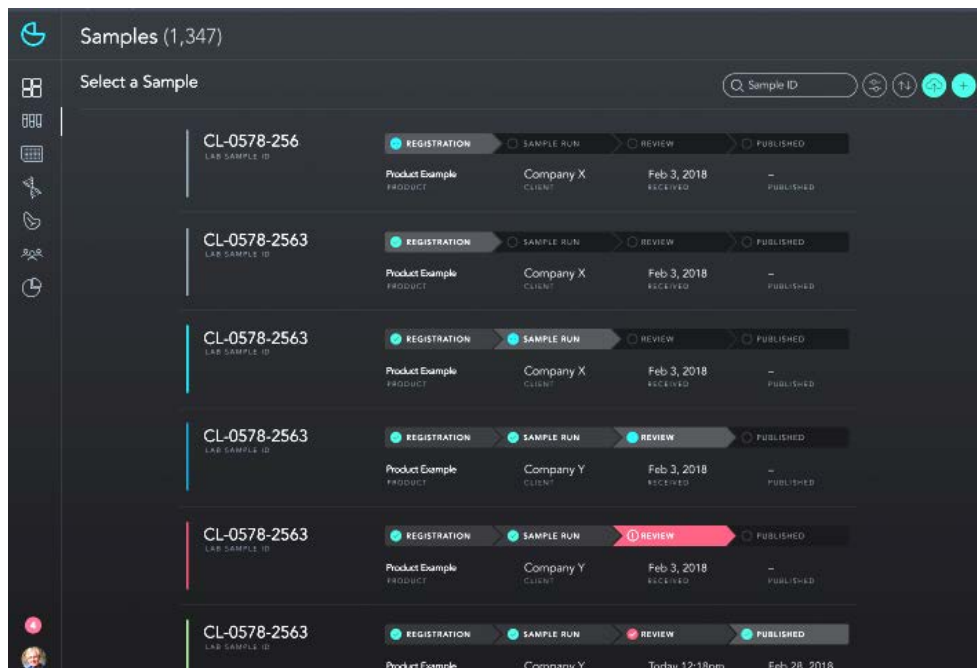 Samples (1,347)
Select a Sample
Sample ID
CL-0578-256
LAB SAMPLE ID
REGISTRATION SAMPLE RUN REVIEW PUBLISHED
Product Example Company X Feb 3, 2018 –
PRODUCT CLIENT RECEIVED PUBLISHED
CL-0578-2563
LAB SAMPLE ID
REGISTRATION SAMPLE RUN REVIEW PUBLISHED
Product Example Company X Feb 3, 2018 –
PRODUCT CLIENT RECEIVED PUBLISHED
CL-0578-2563
LAB SAMPLE ID
REGISTRATION SAMPLE RUN REVIEW PUBLISHED
Product Example Company X Feb 3, 2018 –
PRODUCT CLIENT RECEIVED PUBLISHED
CL-0578-2563
LAB SAMPLE ID
REGISTRATION SAMPLE RUN REVIEW PUBLISHED
Product Example Company Y Feb 3, 2018 –
PRODUCT CLIENT RECEIVED PUBLISHED
CL-0578-2563
LAB SAMPLE ID
REGISTRATION SAMPLE RUN REVIEW PUBLISHED
Product Example Company Y Feb 3, 2018 –
PRODUCT CLIENT RECEIVED PUBLISHED
4
CL-0578-2563
LAB SAMPLE ID
REGISTRATION SAMPLE RUN REVIEW PUBLISHED
Product Example Company Y Today 12:18pm Feb 28, 2018